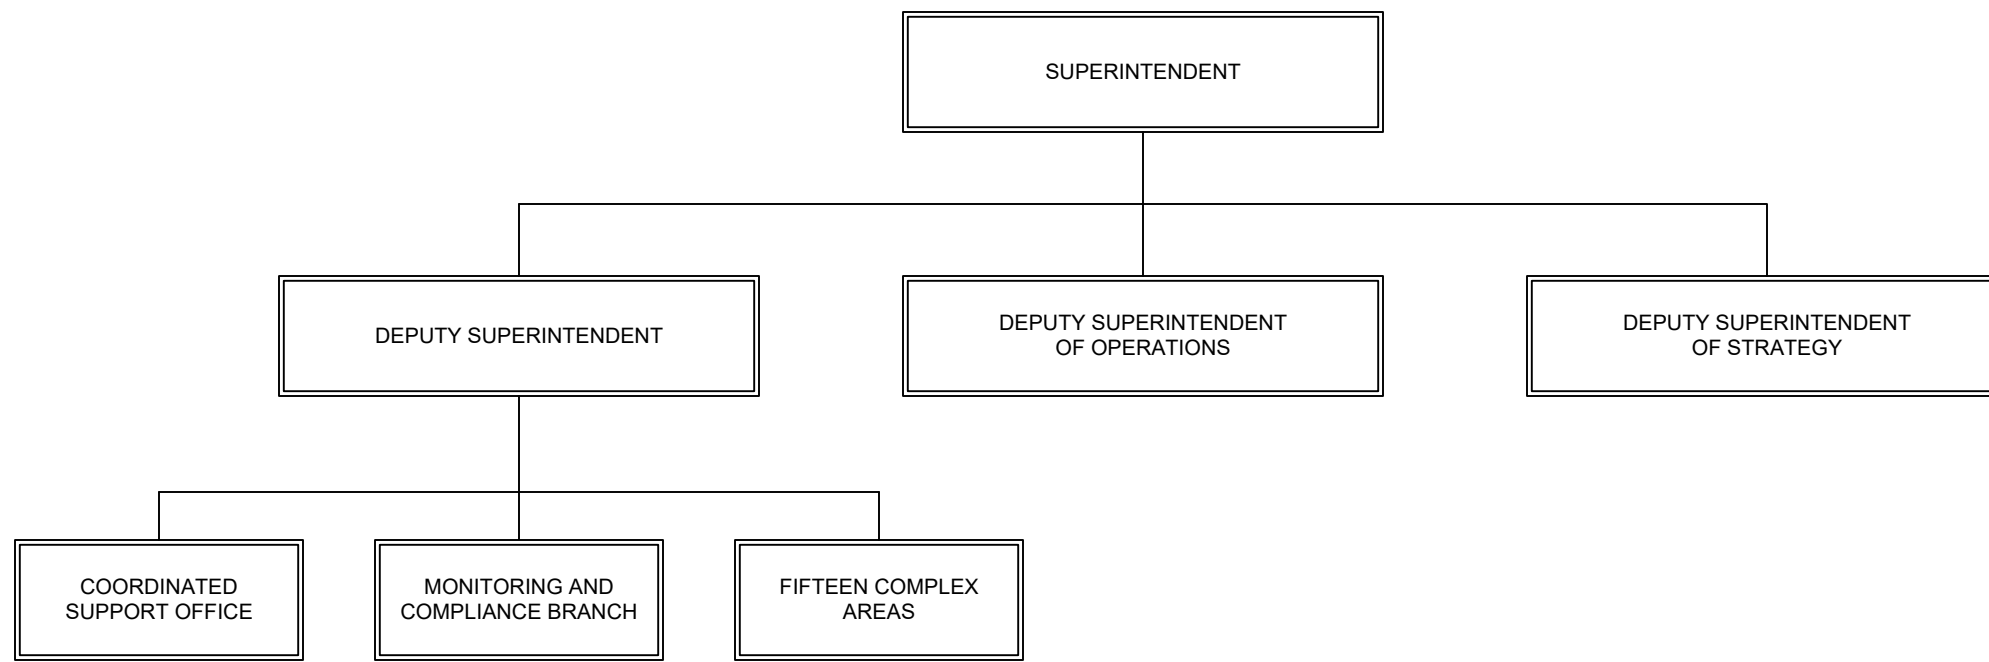 SUPERINTENDENT
DEPUTY SUPERINTENDENT
DEPUTY SUPERINTENDENT
OF OPERATIONS
DEPUTY SUPERINTENDENT
OF STRATEGY
COORDINATED
SUPPORT OFFICE
MONITORING AND
COMPLIANCE BRANCH
FIFTEEN COMPLEX
AREAS